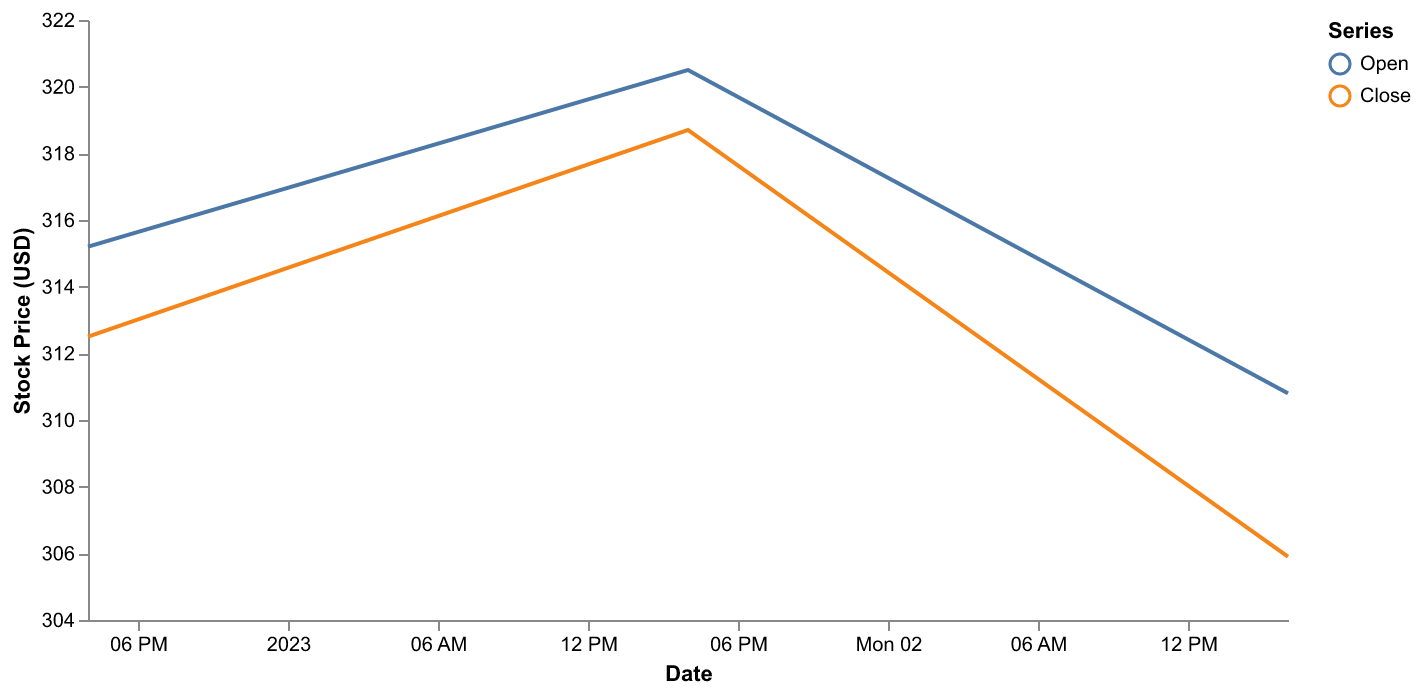 322
320
318
316
314
312
310
308
306
304
Stock Price (USD)
06 PM
2023
06 AM
12 PM
06 PM
Mon 02
06 AM
12 PM
Date
Series
Open
Close